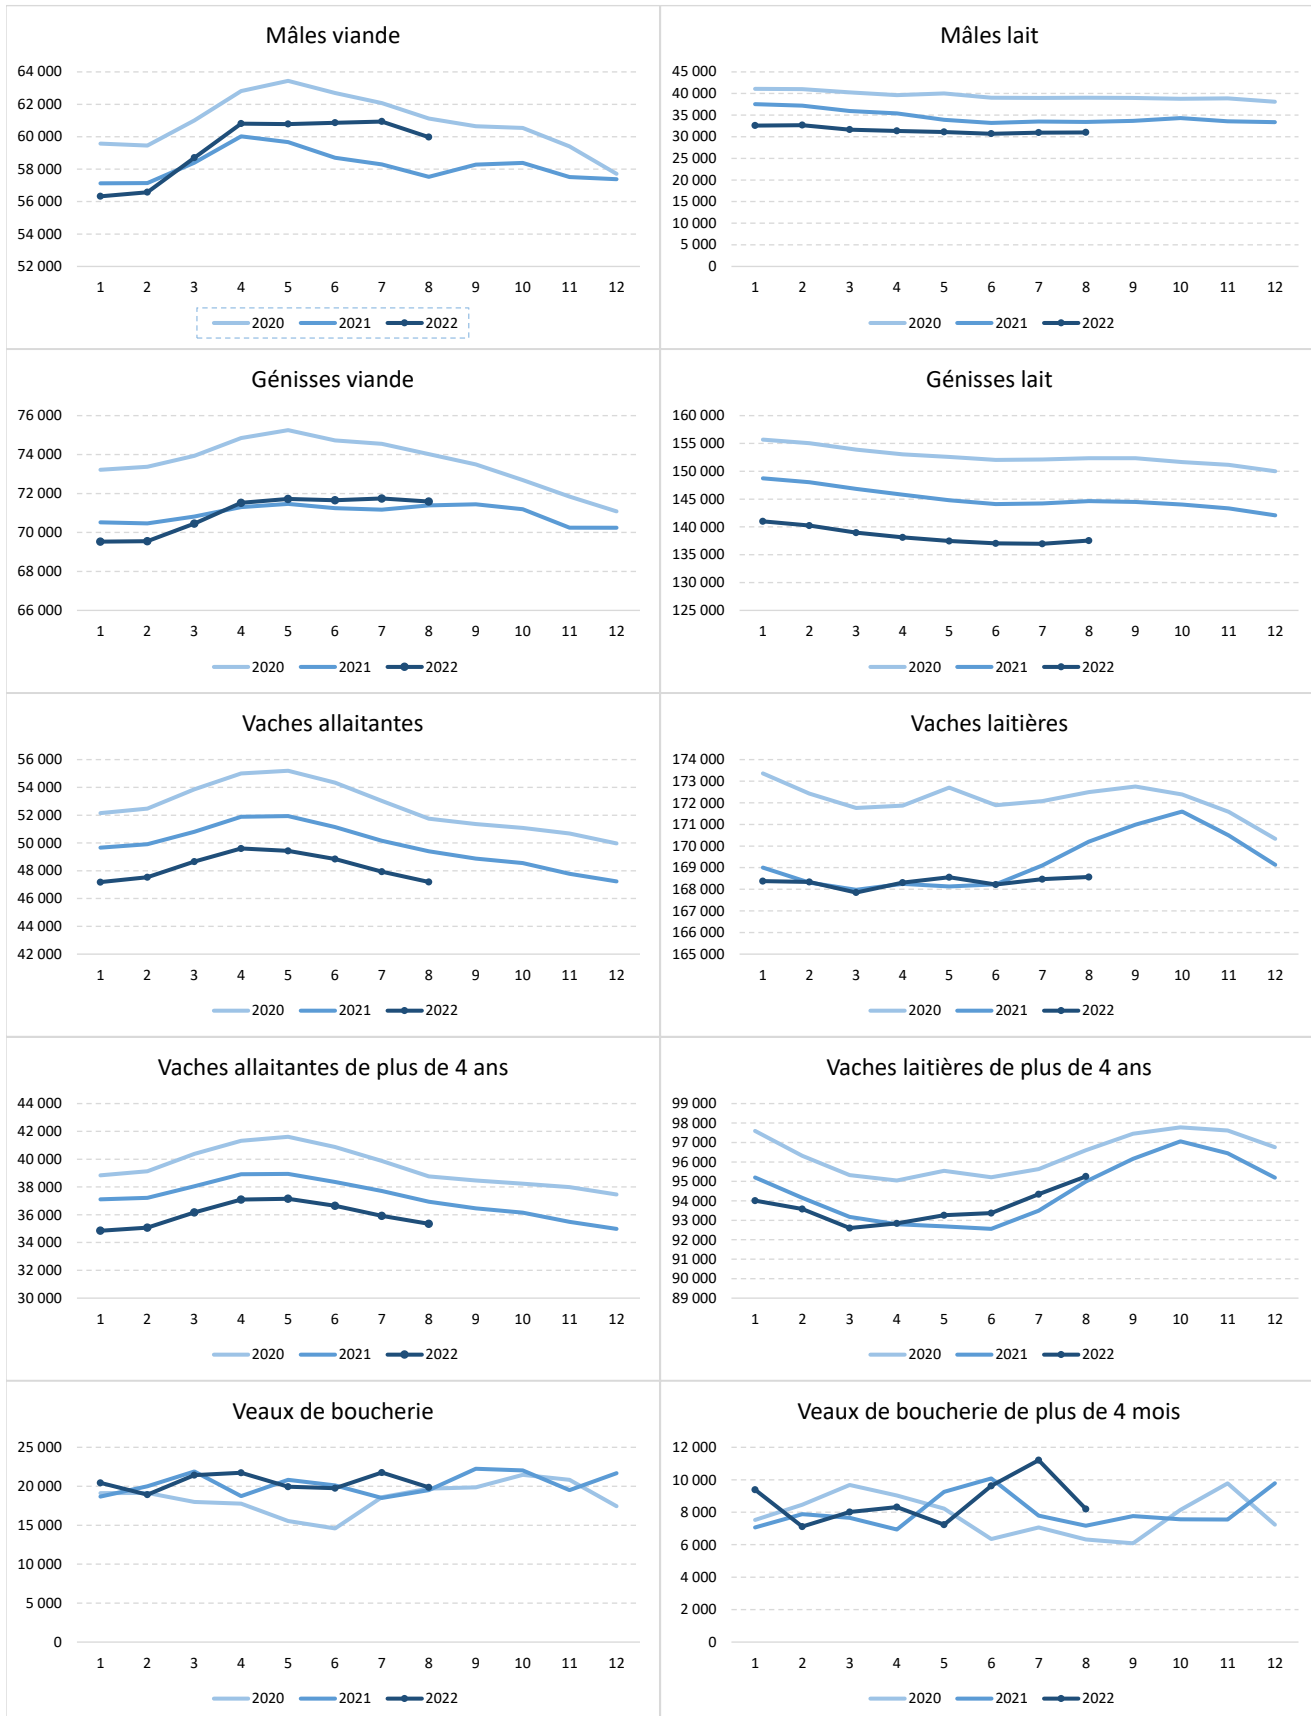 Mâles viande
64 000
62 000
60 000
58 000
56 000
54 000
52 000
1 2 3 4 5 6 7 8 9 10 11 12
2020 2021 2022
Mâles lait
45 000
40 000
35 000
30 000
25 000
20 000
15 000
10 000
5 000
0
1 2 3 4 5 6 7 8 9 10 11 12
2020 2021 2022
Génisses viande
76 000
74 000
72 000
70 000
68 000
66 000
1 2 3 4 5 6 7 8 9 10 11 12
2020 2021 2022
Génisses lait
160 000
155 000
150 000
145 000
140 000
135 000
130 000
125 000
1 2 3 4 5 6 7 8 9 10 11 12
2020 2021 2022
Vaches allaitantes
56 000
54 000
52 000
50 000
48 000
46 000
44 000
42 000
1 2 3 4 5 6 7 8 9 10 11 12
2020 2021 2022
Vaches laitières
174 000
173 000
172 000
171 000
170 000
169 000
168 000
167 000
166 000
165 000
1 2 3 4 5 6 7 8 9 10 11 12
2020 2021 2022
Vaches allaitantes de plus de 4 ans
44 000
42 000
40 000
38 000
36 000
34 000
32 000
30 000
1 2 3 4 5 6 7 8 9 10 11 12
2020 2021 2022
Vaches laitières de plus de 4 ans
99 000
98 000
97 000
96 000
95 000
94 000
93 000
92 000
91 000
90 000
89 000
1 2 3 4 5 6 7 8 9 10 11 12
2020 2021 2022
Veaux de boucherie
25 000
20 000
15 000
10 000
5 000
0
1 2 3 4 5 6 7 8 9 10 11 12
2020 2021 2022
Veaux de boucherie de plus de 4 mois
12 000
10 000
8 000
6 000
4 000
2 000
0
1 2 3 4 5 6 7 8 9 10 11 12
2020 2021 2022